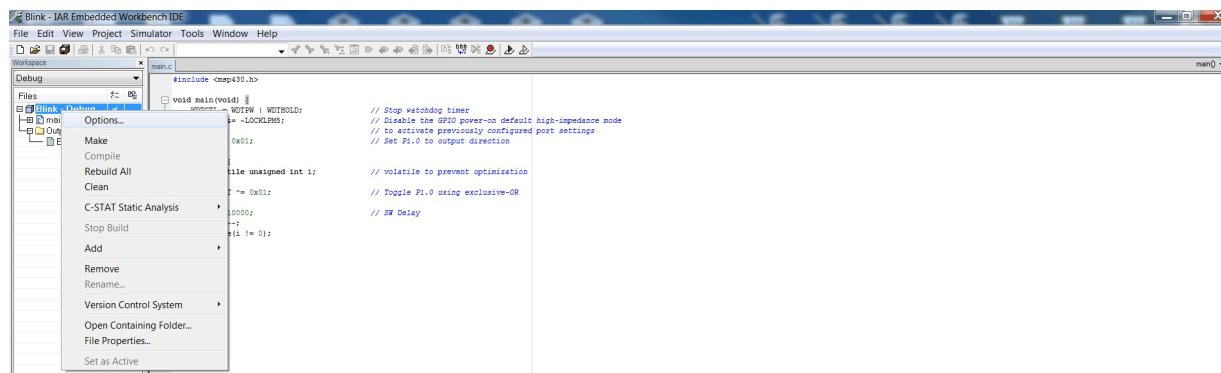 Blink - IAR Embedded Workbench IDE
File Edit View Project Simulator Tools Window Help
Workspace
main.c
main()
Debug
Files
Blink - Debug
mai
Outp
Options...
Make
Compile
Rebuild All
Clean
C-STAT Static Analysis
Stop Build
Add
Remove
Rename...
Version Control System
Open Containing Folder...
File Properties...
Set as Active
#include <msp430.h>
void main(void) {
WDTCTL = WDTPW | WDTHOLD; // Stop watchdog timer
= ~LOCKLPM5; // Disable the GPIO power-on default high-impedance mode
// to activate previously configured port settings
0x01; // Set P1.0 to output direction
{
tile unsigned int i; // volatile to prevent optimization
^= 0x01; // Toggle P1.0 using exclusive-OR
10000; // SW Delay
--;
e(i != 0);